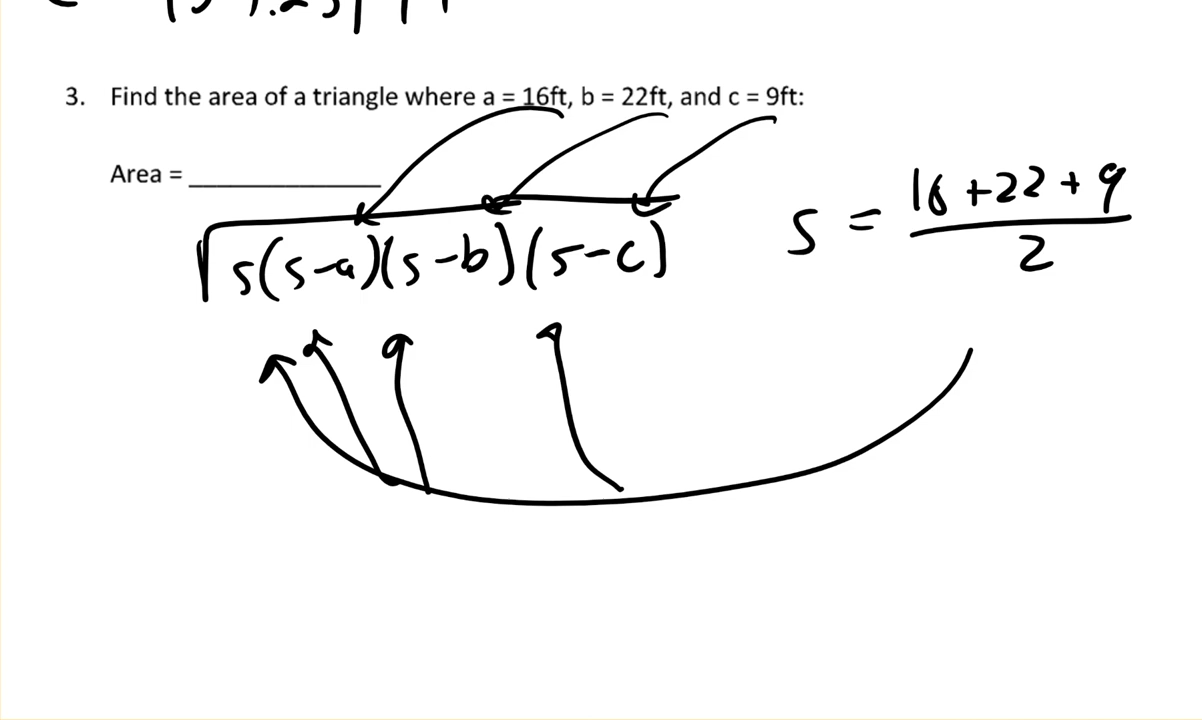 3. Find the area of a triangle where a = 16ft, b = 22ft, and c = 9ft:
Area = _______________
√s(s-a)(s-b)(s-c)
s = 16+22+9
2